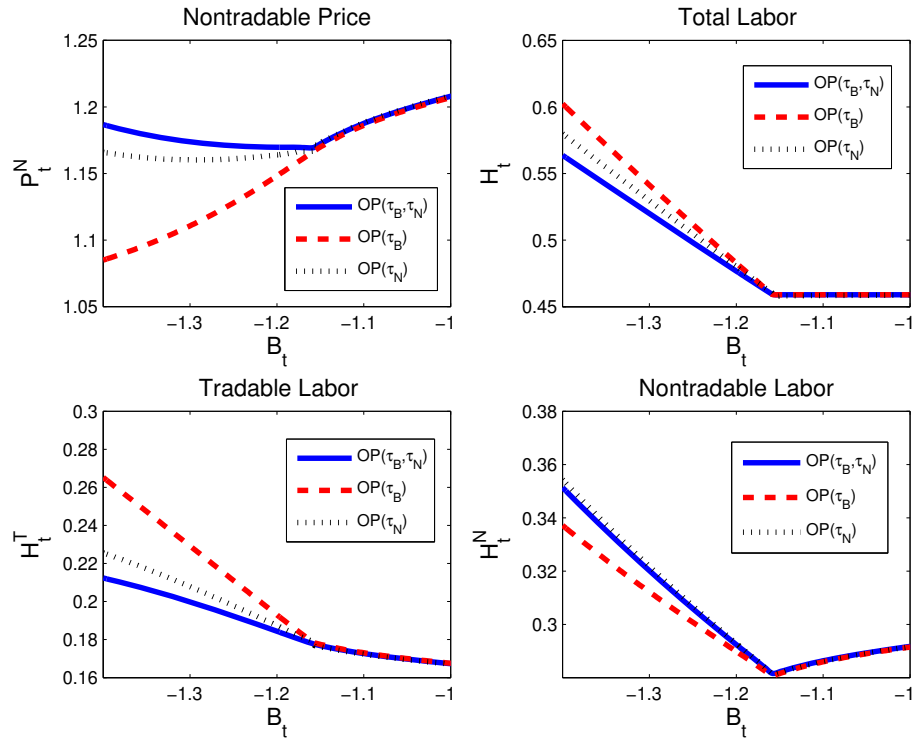 Nontradable Price
P_t^N
1.25
1.2
1.15
1.1
1.05
−1.3 −1.2 −1.1 −1
B_t
OP(τ_B,τ_N)
OP(τ_B)
OP(τ_N)
Total Labor
H_t
0.65
0.6
0.55
0.5
0.45
−1.3 −1.2 −1.1 −1
B_t
OP(τ_B,τ_N)
OP(τ_B)
OP(τ_N)
Tradable Labor
H_t^T
0.3
0.28
0.26
0.24
0.22
0.2
0.18
0.16
−1.3 −1.2 −1.1 −1
B_t
OP(τ_B,τ_N)
OP(τ_B)
OP(τ_N)
Nontradable Labor
H_t^N
0.38
0.36
0.34
0.32
0.3
−1.3 −1.2 −1.1 −1
B_t
OP(τ_B,τ_N)
OP(τ_B)
OP(τ_N)